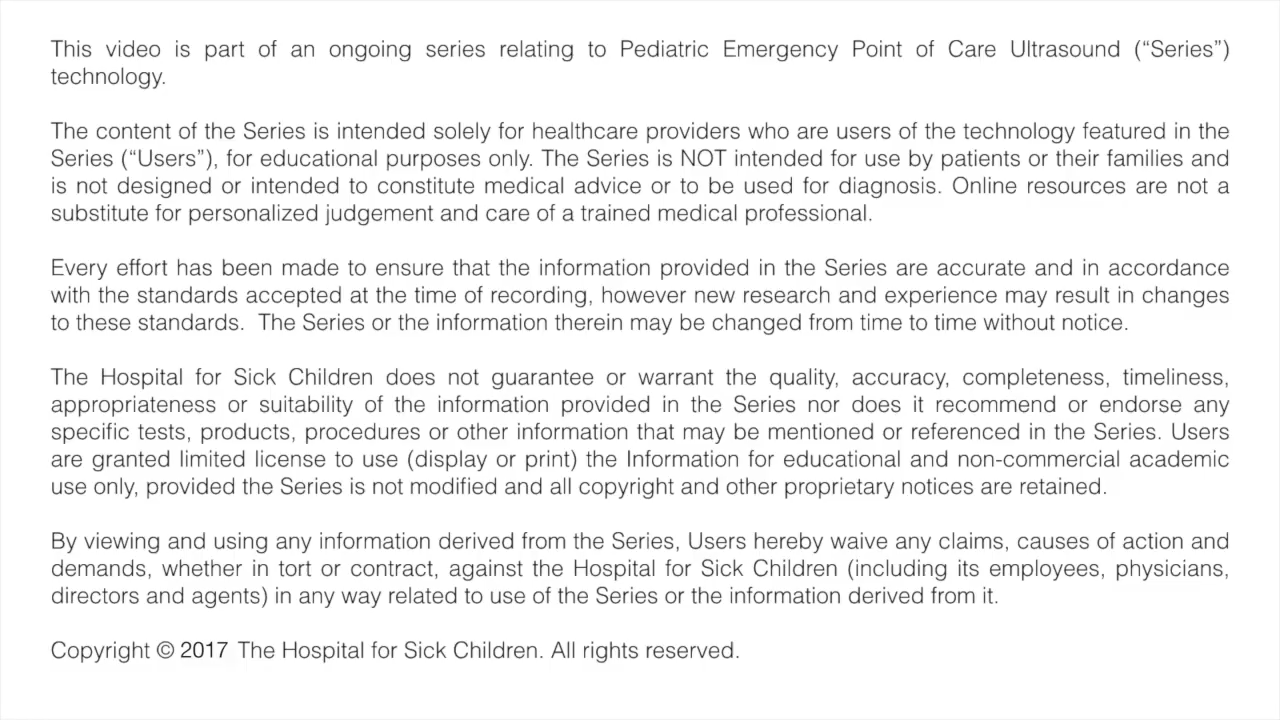 This video is part of an ongoing series relating to Pediatric Emergency Point of Care Ultrasound (“Series”)
technology.
The content of the Series is intended solely for healthcare providers who are users of the technology featured in the
Series (“Users”), for educational purposes only. The Series is NOT intended for use by patients or their families and
is not designed or intended to constitute medical advice or to be used for diagnosis. Online resources are not a
substitute for personalized judgement and care of a trained medical professional.
Every effort has been made to ensure that the information provided in the Series are accurate and in accordance
with the standards accepted at the time of recording, however new research and experience may result in changes
to these standards.  The Series or the information therein may be changed from time to time without notice.
The Hospital for Sick Children does not guarantee or warrant the quality, accuracy, completeness, timeliness,
appropriateness or suitability of the information provided in the Series nor does it recommend or endorse any
specific tests, products, procedures or other information that may be mentioned or referenced in the Series. Users
are granted limited license to use (display or print) the Information for educational and non-commercial academic
use only, provided the Series is not modified and all copyright and other proprietary notices are retained.
By viewing and using any information derived from the Series, Users hereby waive any claims, causes of action and
demands, whether in tort or contract, against the Hospital for Sick Children (including its employees, physicians,
directors and agents) in any way related to use of the Series or the information derived from it.
Copyright © 2017 The Hospital for Sick Children. All rights reserved.